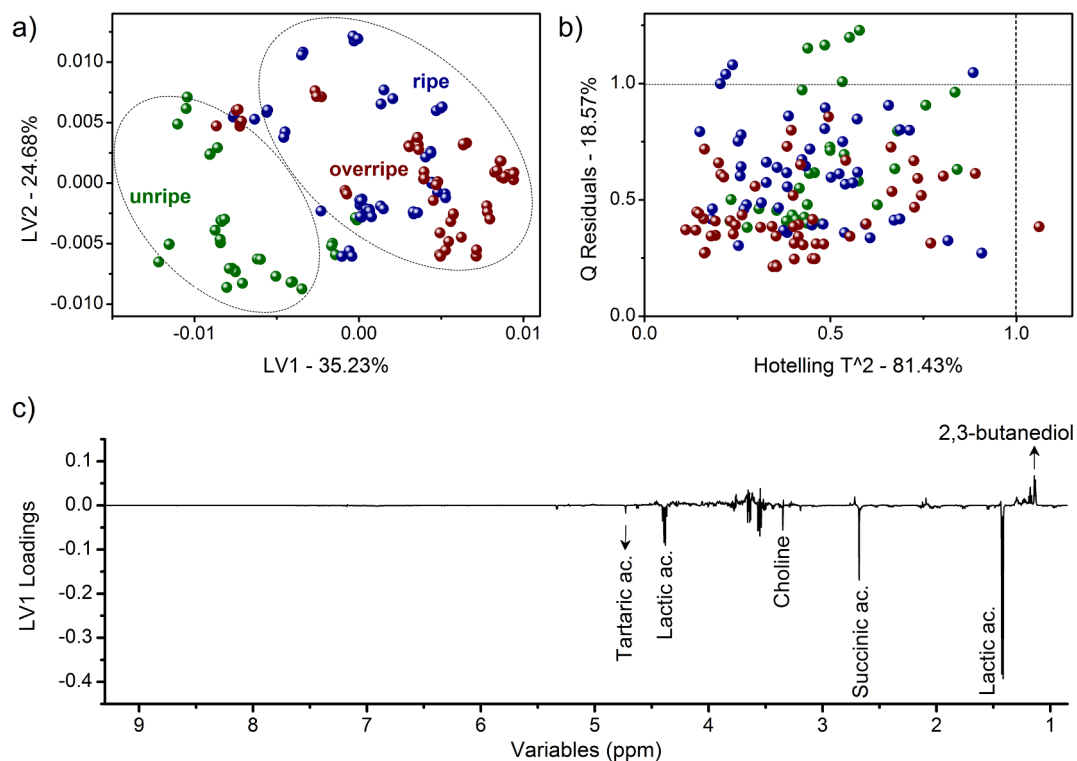 a)
0.010
0.005
0.000
-0.005
-0.010
LV2 - 24.68%
ripe
overripe
unripe
-0.01
0.00
0.01
LV1 - 35.23%
b)
1.0
0.5
0.0
Q Residuals - 18.57%
0.0
0.5
1.0
Hotelling T^2 - 81.43%
c)
2,3-butanediol
0.1
0.0
-0.1
-0.2
-0.3
-0.4
LV1 Loadings
Tartaric ac.
Lactic ac.
Choline
Succinic ac.
Lactic ac.
9
8
7
6
5
4
3
2
1
Variables (ppm)